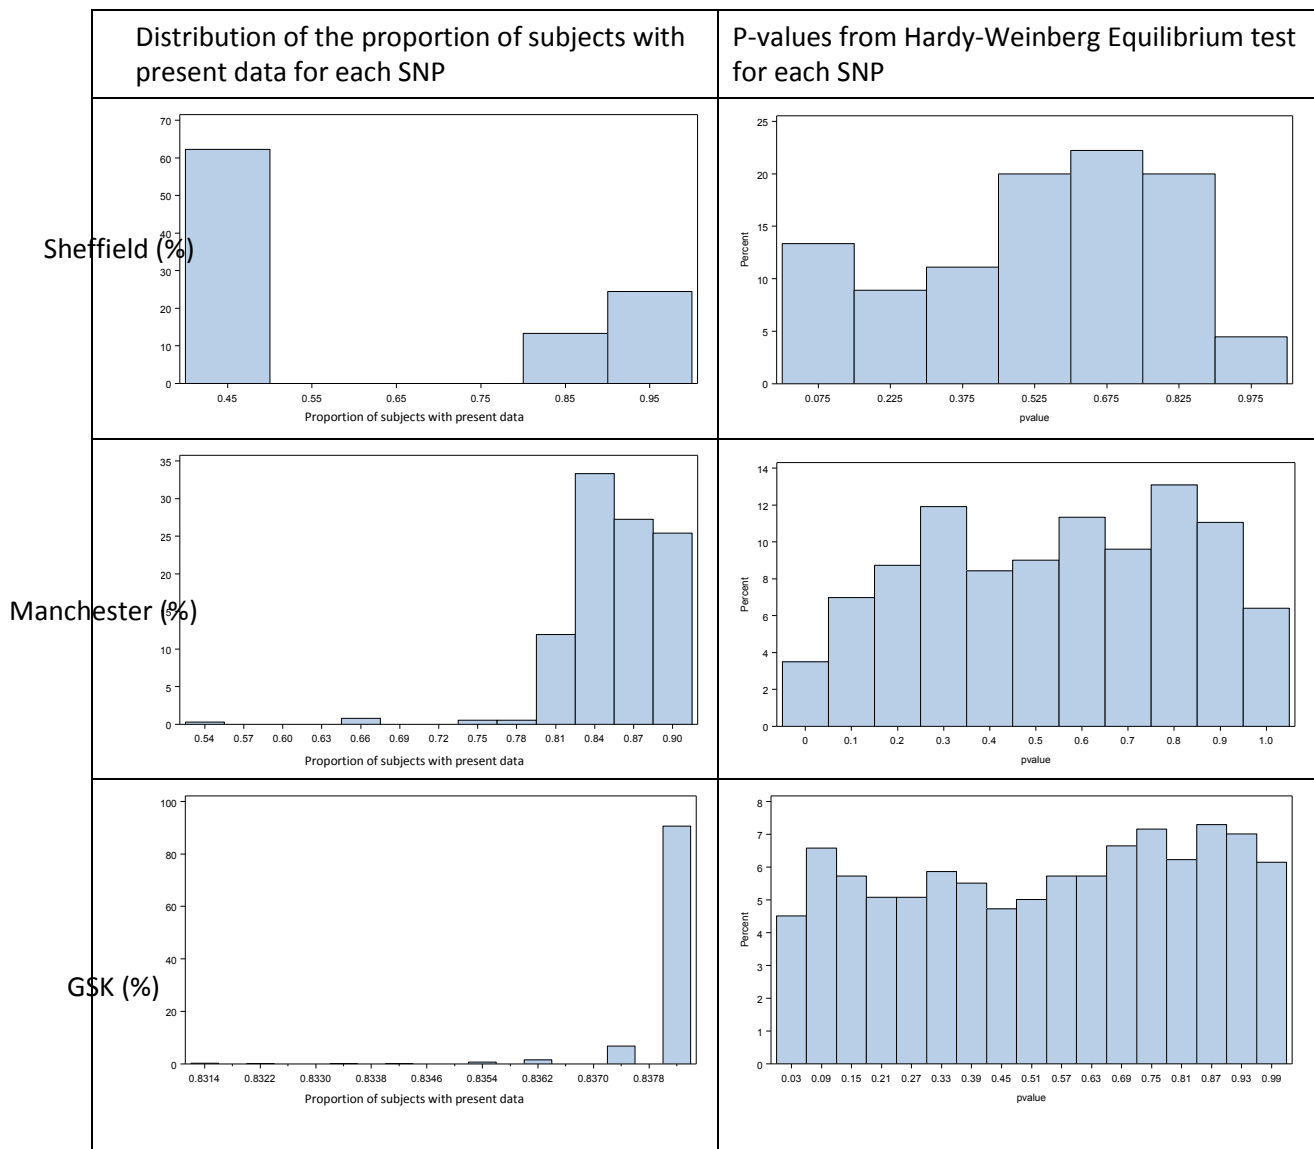 Distribution of the proportion of subjects with
present data for each SNP
P-values from Hardy-Weinberg Equilibrium test
for each SNP
Sheffield (%)
70
60
50
40
30
20
10
0
0.45 0.55 0.65 0.75 0.85 0.95
Proportion of subjects with present data
Percent
25
20
15
10
5
0
0.075 0.225 0.375 0.525 0.675 0.825 0.975
pvalue
Manchester (%)
35
30
25
20
15
10
5
0
0.54 0.57 0.60 0.63 0.66 0.69 0.72 0.75 0.78 0.81 0.84 0.87 0.90
Proportion of subjects with present data
Percent
14
12
10
8
6
4
2
0
0 0.1 0.2 0.3 0.4 0.5 0.6 0.7 0.8 0.9 1.0
pvalue
GSK (%)
100
80
60
40
20
0
0.8314 0.8322 0.8330 0.8338 0.8346 0.8354 0.8362 0.8370 0.8378
Proportion of subjects with present data
Percent
8
7
6
5
4
3
2
1
0
0.03 0.09 0.15 0.21 0.27 0.33 0.39 0.45 0.51 0.57 0.63 0.69 0.75 0.81 0.87 0.93 0.99
pvalue